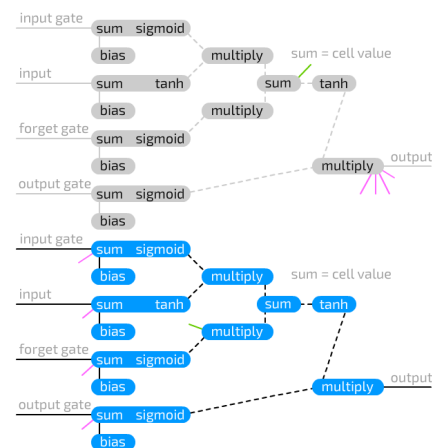 input gate
sum sigmoid
bias
multiply
sum = cell value
input
sum tanh
sum
tanh
bias
multiply
forget gate
sum sigmoid
bias
multiply
output
output gate
sum sigmoid
bias
input gate
sum sigmoid
bias
multiply
sum = cell value
input
sum tanh
sum
tanh
bias
multiply
forget gate
sum sigmoid
bias
multiply
output
output gate
sum sigmoid
bias